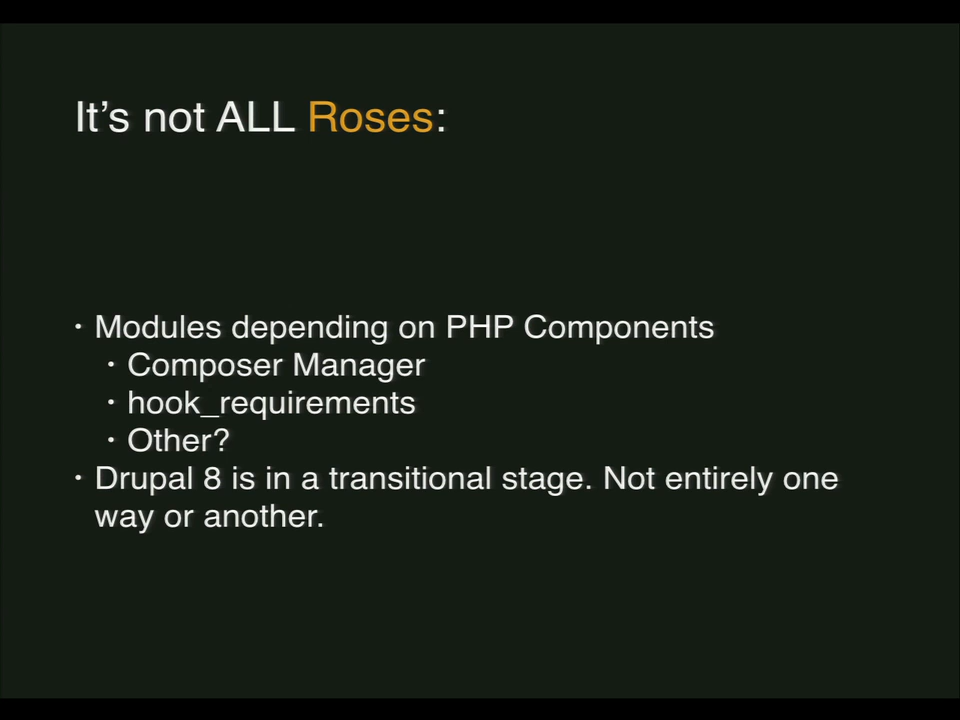 It’s not ALL Roses:
• Modules depending on PHP Components
• Composer Manager
• hook_requirements
• Other?
• Drupal 8 is in a transitional stage. Not entirely one
way or another.